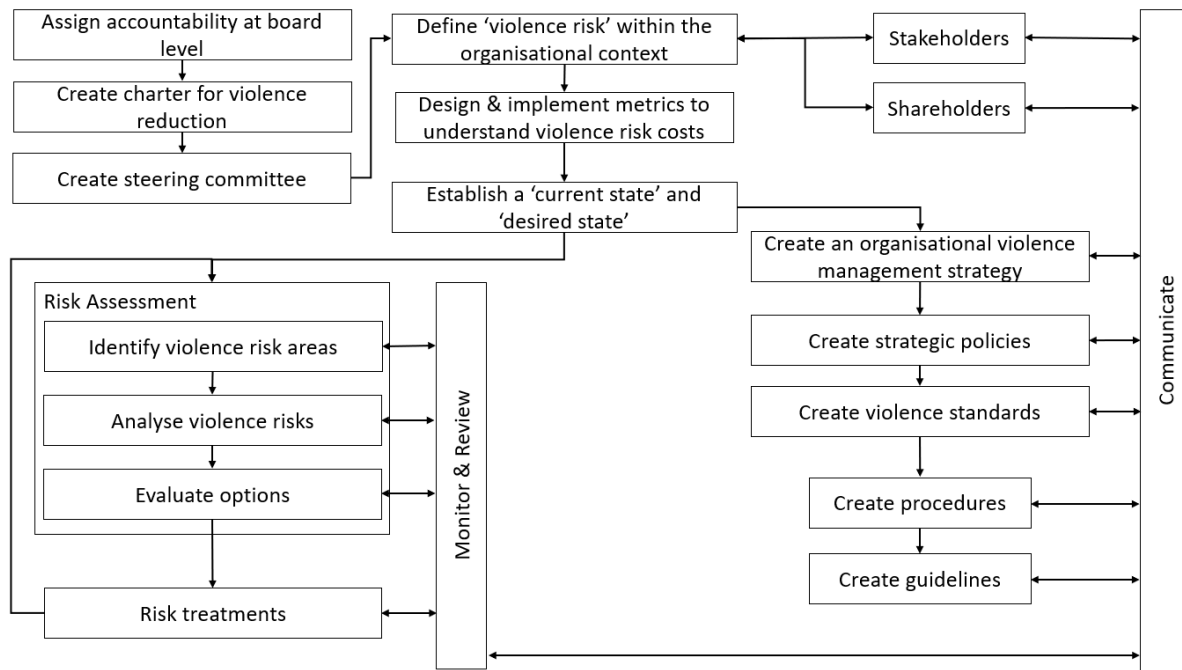 Assign accountability at board
level
Create charter for violence
reduction
Create steering committee
Define ‘violence risk’ within the
organisational context
Design & implement metrics to
understand violence risk costs
Establish a ‘current state’ and
‘desired state’
Stakeholders
Shareholders
Create an organisational violence
management strategy
Create strategic policies
Create violence standards
Create procedures
Create guidelines
Communicate
Risk Assessment
Identify violence risk areas
Analyse violence risks
Evaluate options
Risk treatments
Monitor & Review